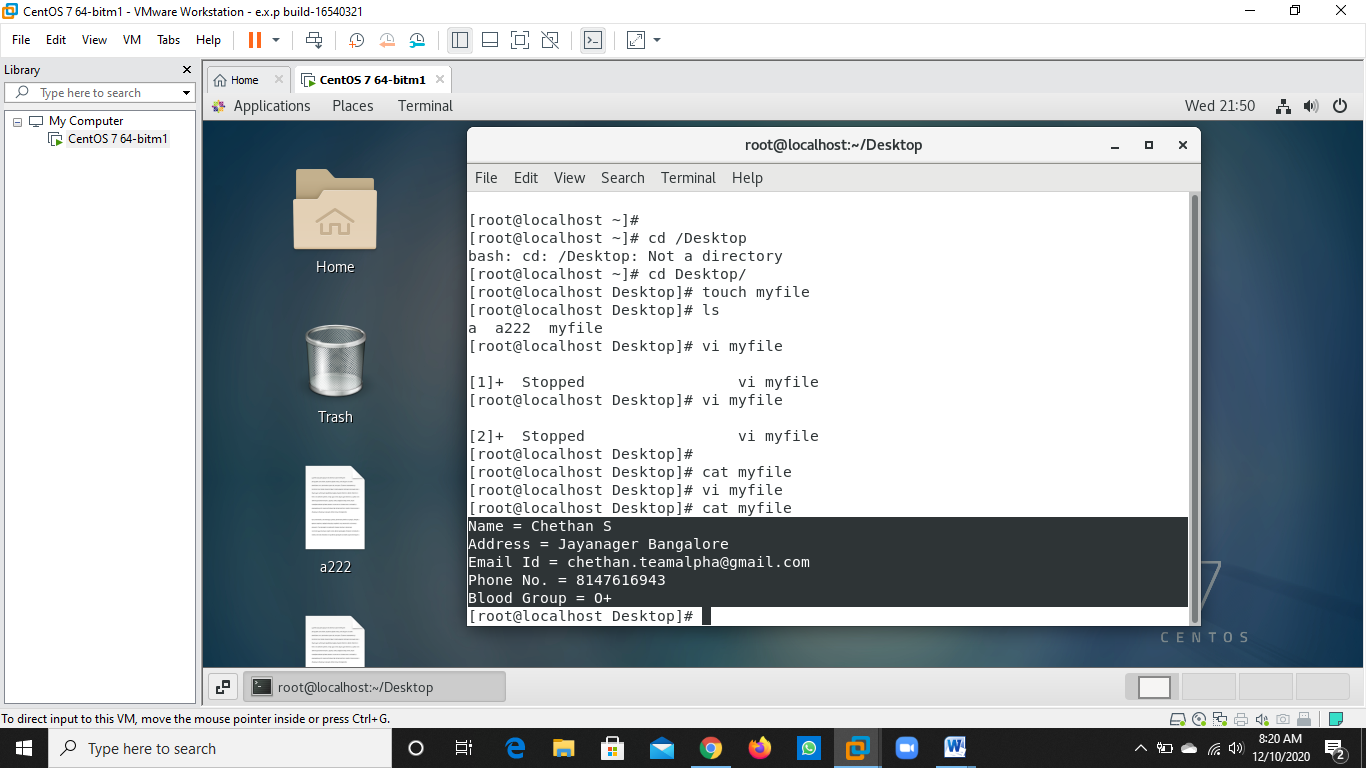 CentOS 7 64-bitm1 - VMware Workstation - e.x.p build-16540321
File Edit View VM Tabs Help
Library
Type here to search
My Computer
CentOS 7 64-bitm1
Home
CentOS 7 64-bitm1
Applications Places Terminal Wed 21:50
Home
Trash
a222
root@localhost:~/Desktop
File Edit View Search Terminal Help
[root@localhost ~]#
[root@localhost ~]# cd /Desktop
bash: cd: /Desktop: Not a directory
[root@localhost ~]# cd Desktop/
[root@localhost Desktop]# touch myfile
[root@localhost Desktop]# ls
a  a222  myfile
[root@localhost Desktop]# vi myfile
[1]+  Stopped                 vi myfile
[root@localhost Desktop]# vi myfile
[2]+  Stopped                 vi myfile
[root@localhost Desktop]#
[root@localhost Desktop]# cat myfile
[root@localhost Desktop]# vi myfile
[root@localhost Desktop]# cat myfile
Name = Chethan S
Address = Jayanager Bangalore
Email Id = chethan.teamalpha@gmail.com
Phone No. = 8147616943
Blood Group = O+
[root@localhost Desktop]#
7
CENTOS
root@localhost:~/Desktop
To direct input to this VM, move the mouse pointer inside or press Ctrl+G.
Type here to search
8:20 AM
12/10/2020
2